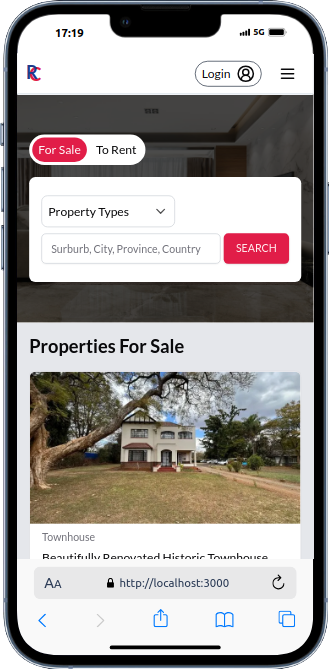 17:19 5G
RC Login
For Sale To Rent
Property Types
Surburb, City, Province, Country SEARCH
Properties For Sale
Townhouse
Beautifully Renovated Historic Townhouse
AA http://localhost:3000